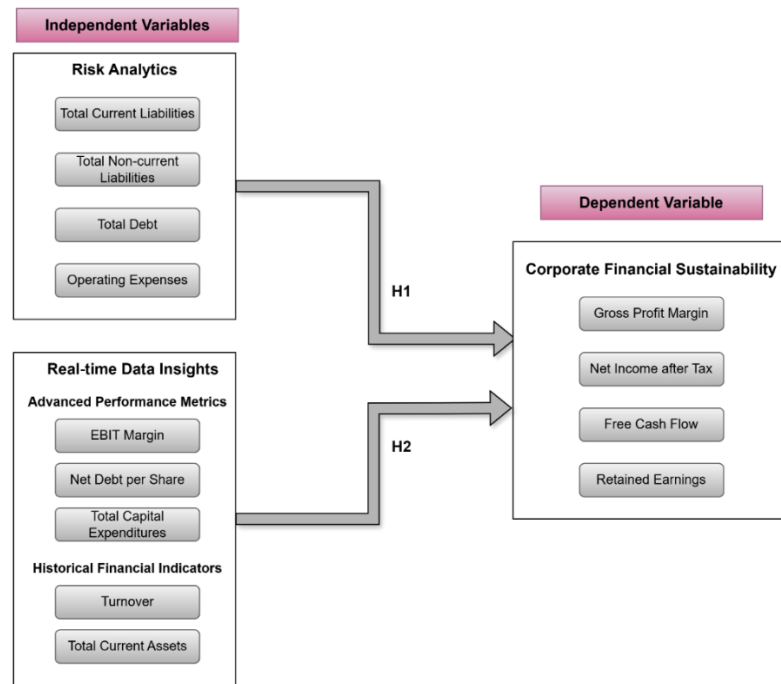 Independent Variables
Risk Analytics
Total Current Liabilities
Total Non-current
Liabilities
Total Debt
Operating Expenses
H1
Real-time Data Insights
Advanced Performance Metrics
EBIT Margin
Net Debt per Share
Total Capital
Expenditures
Historical Financial Indicators
Turnover
Total Current Assets
H2
Dependent Variable
Corporate Financial Sustainability
Gross Profit Margin
Net Income after Tax
Free Cash Flow
Retained Earnings